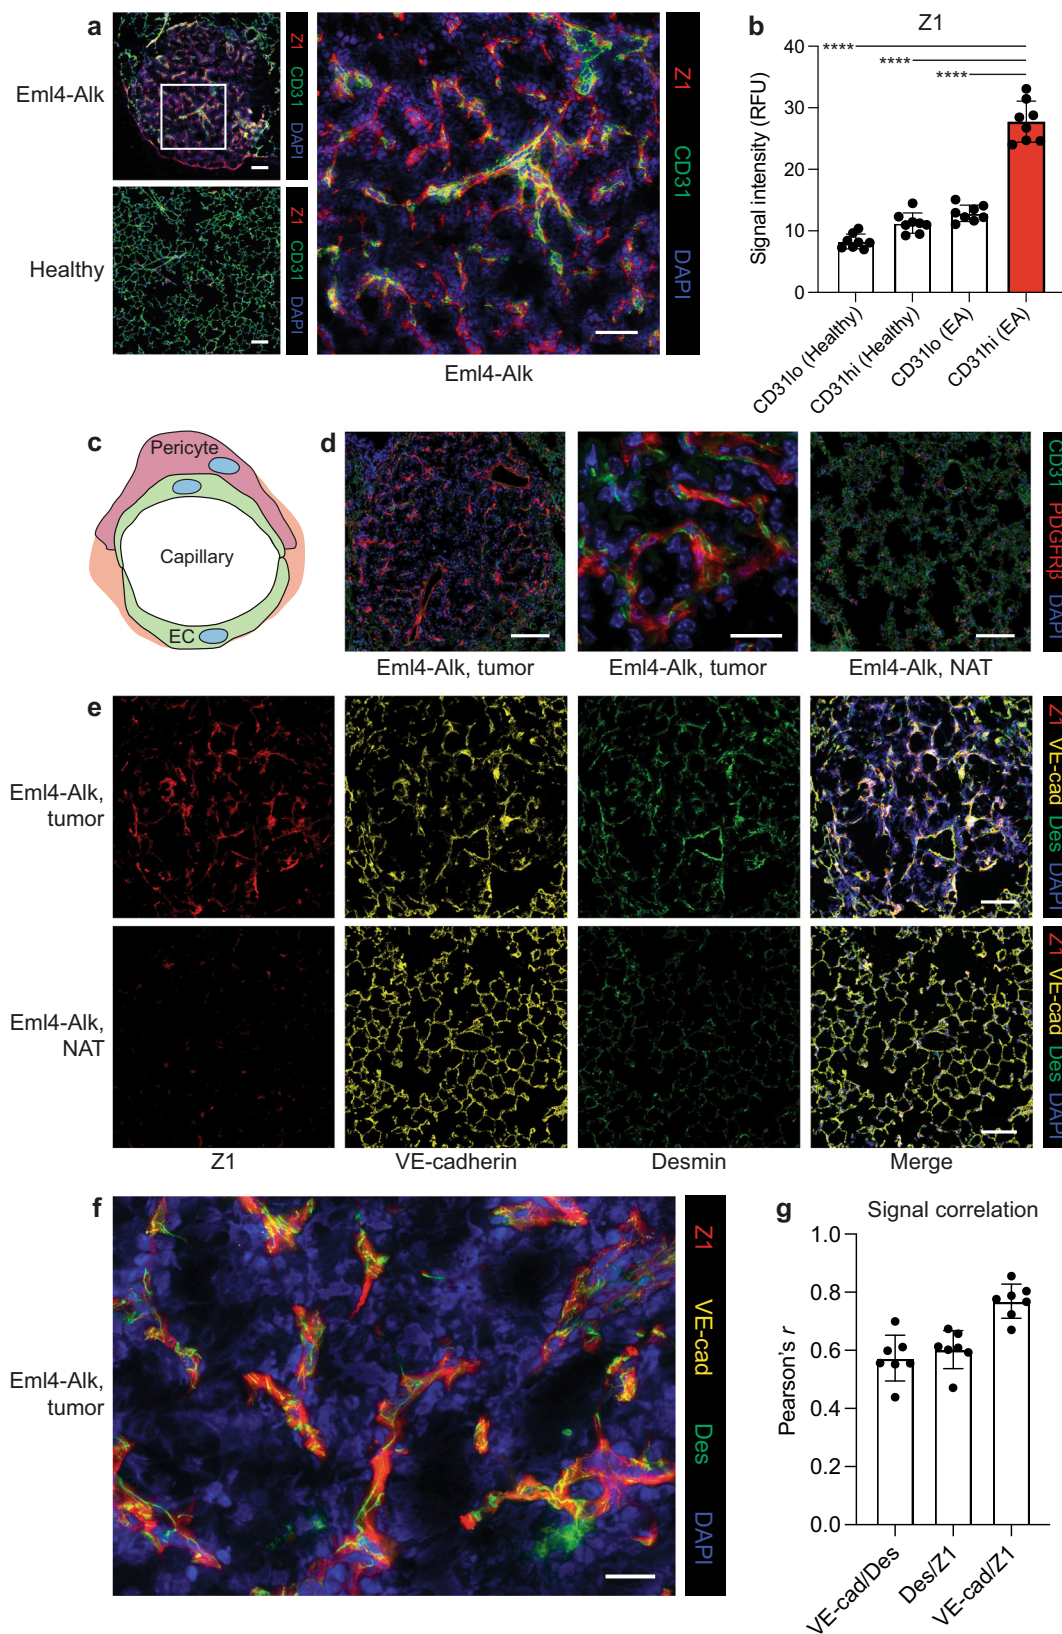 a
Eml4-Alk
Z1 CD31 DAPI
Healthy
Z1 CD31 DAPI
Z1 CD31 DAPI
Eml4-Alk
b
Z1
Signal intensity (RFU)
40
30
20
10
0
****
****
****
CD31lo (Healthy)
CD31hi (Healthy)
CD31lo (EA)
CD31hi (EA)
c
Pericyte
Capillary
EC
d
Eml4-Alk, tumor
Eml4-Alk, tumor
Eml4-Alk, NAT
CD31 PDGFRβ DAPI
e
Eml4-Alk,
tumor
Z1 VE-cad Des DAPI
Eml4-Alk,
NAT
Z1 VE-cad Des DAPI
Z1
VE-cadherin
Desmin
Merge
f
Eml4-Alk,
tumor
Z1 VE-cad Des DAPI
g
Signal correlation
Pearson's r
1.0
0.8
0.6
0.4
0.2
0.0
VE-cad/Des
Des/Z1
VE-cad/Z1